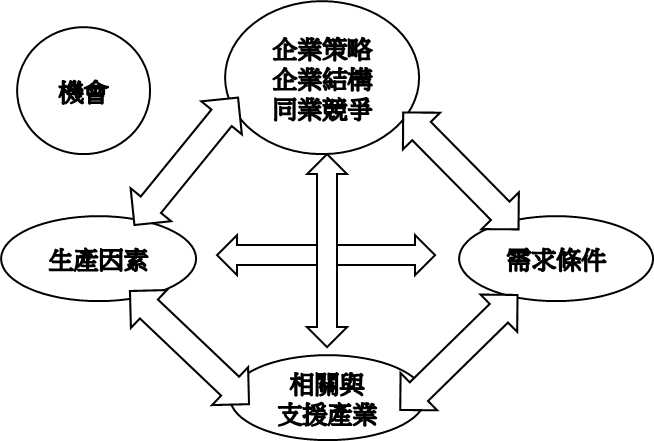 企業策略
企業結構
同業競爭
機會
生產因素
需求條件
相關與
支援產業